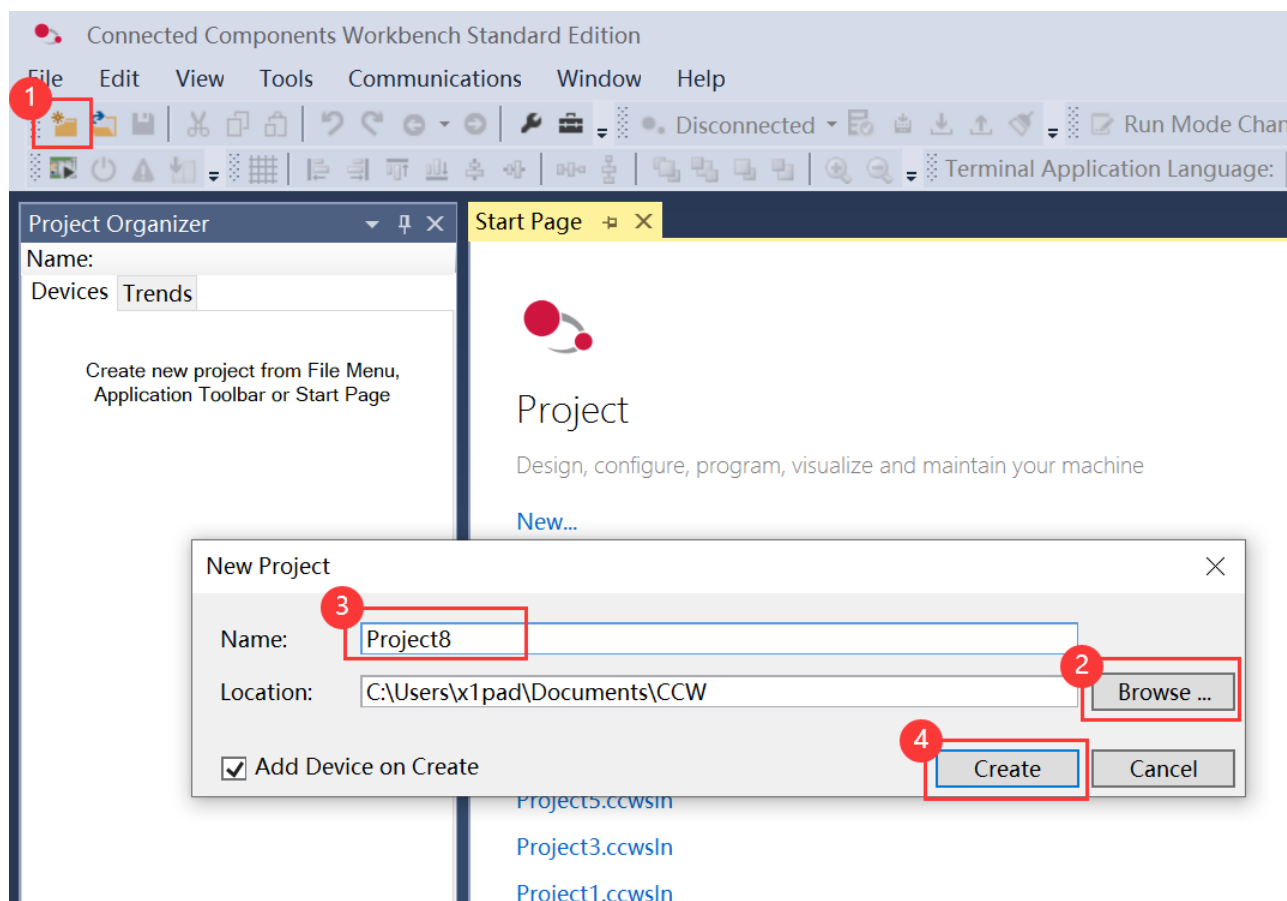 Connected Components Workbench Standard Edition
File Edit View Tools Communications Window Help
1
Disconnected Run Mode Chan
Terminal Application Language:
Project Organizer
Start Page
Name:
Devices Trends
Create new project from File Menu,
Application Toolbar or Start Page
Project
Design, configure, program, visualize and maintain your machine
New...
New Project
3
Name: Project8
2
Location: C:\Users\x1pad\Documents\CCW Browse ...
4
Add Device on Create Create Cancel
Project5.ccwsln
Project3.ccwsln
Project1.ccwsln